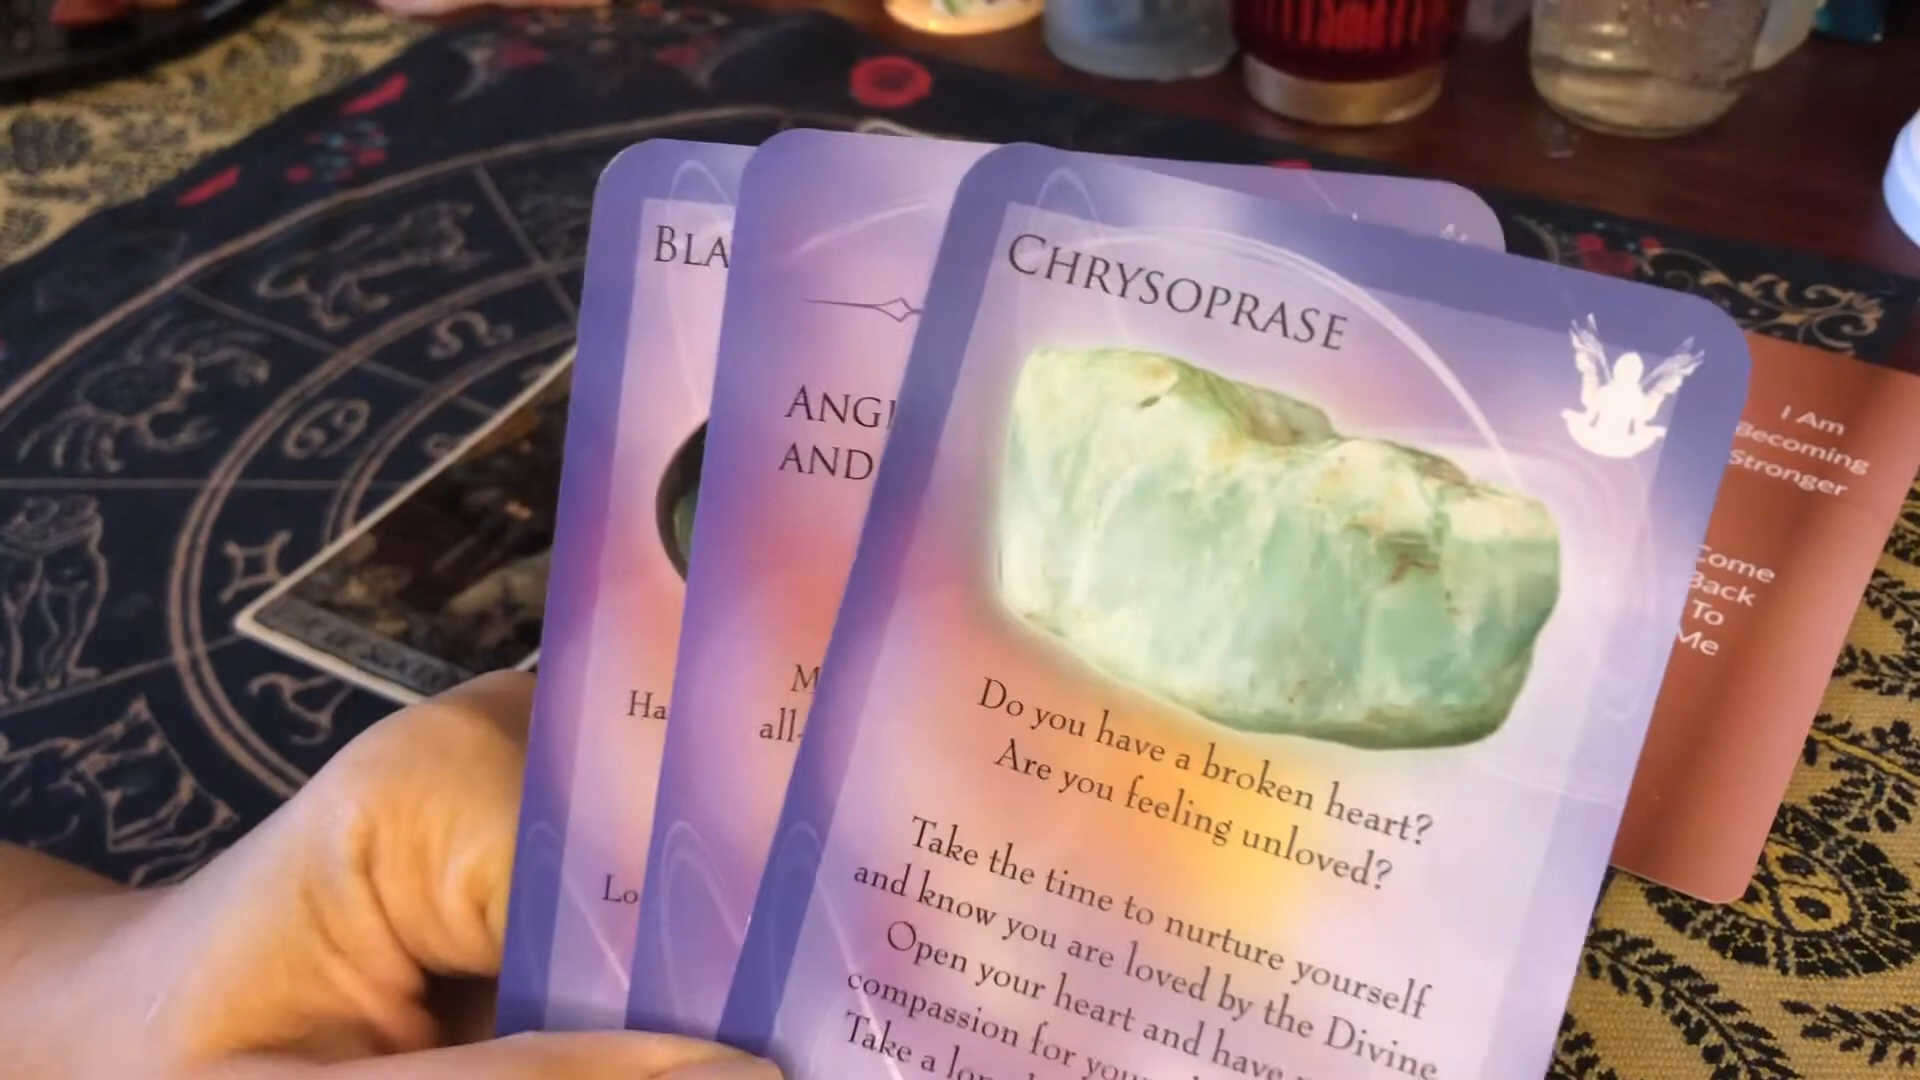 BLA
Ha
Lo
ANG
AND
M
all-
CHRYSOPRASE
Do you have a broken heart?
Are you feeling unloved?
Take the time to nurture yourself
and know you are loved by the Divine
Open your heart and have
compassion for
Take a
I Am
Becoming
Stronger
Come
Back
To
Me